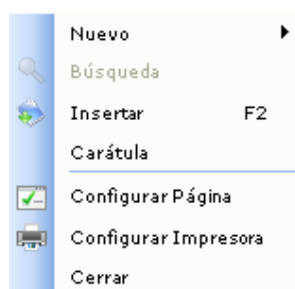 Nuevo
Búsqueda
Insertar F2
Carátula
Configurar Página
Configurar Impresora
Cerrar